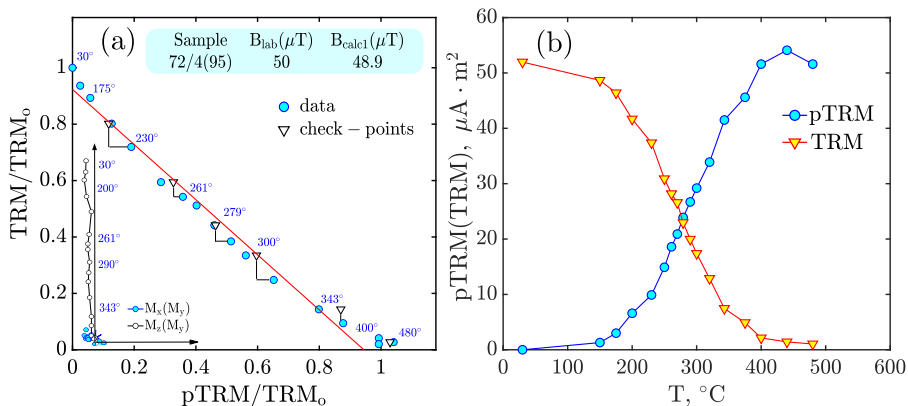 (a)
Sample B_lab(μT) B_calc1(μT)
72/4(95) 50 48.9
data
check – points
30°
175°
230°
261°
279°
300°
343°
400°
480°
30°
200°
261°
290°
343°
M_x(M_y)
M_z(M_y)
1
0.8
0.6
0.4
0.2
0
0 0.2 0.4 0.6 0.8 1
TRM/TRM_o
pTRM/TRM_o
(b)
pTRM
TRM
60
50
40
30
20
10
0
0 100 200 300 400 500 600
pTRM(TRM), μA · m²
T, °C